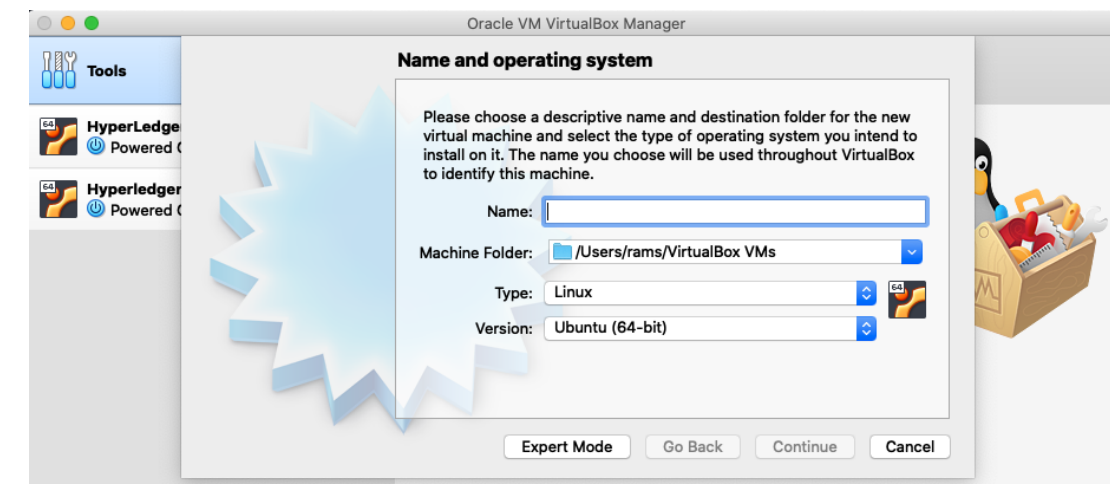 Oracle VM VirtualBox Manager
Tools
64
HyperLedge
Powered
64
Hyperledger
Powered
Name and operating system
Please choose a descriptive name and destination folder for the new
virtual machine and select the type of operating system you intend to
install on it. The name you choose will be used throughout VirtualBox
to identify this machine.
Name:
Machine Folder: /Users/rams/VirtualBox VMs
Type: Linux
64
Version: Ubuntu (64-bit)
Expert Mode Go Back Continue Cancel